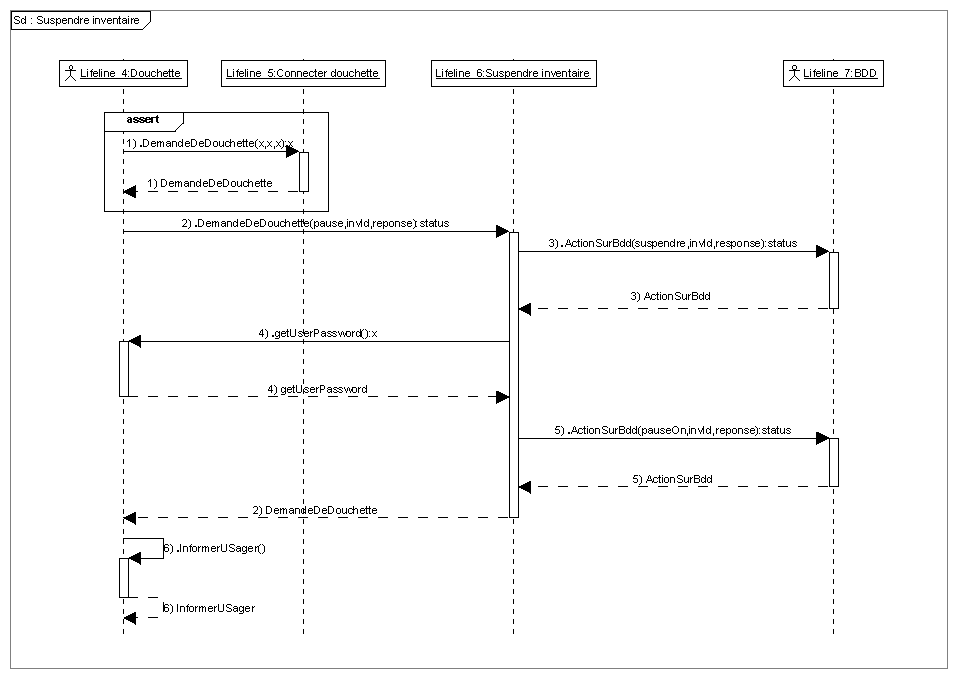 Sd : Suspendre inventaire
Lifeline_4:Douchette
Lifeline_5:Connecter douchette
Lifeline_6:Suspendre inventaire
Lifeline_7:BDD
assert
1) .DemandeDeDouchette(x,x,x):x
1) DemandeDeDouchette
2) .DemandeDeDouchette(pause,invId,reponse):status
3) .ActionSurBdd(suspendre,invId,response):status
3) ActionSurBdd
4) .getUserPassword():x
4) getUserPassword
5) .ActionSurBdd(pauseOn,invId,reponse):status
5) ActionSurBdd
2) DemandeDeDouchette
6) .InformerUSager()
6) InformerUSager